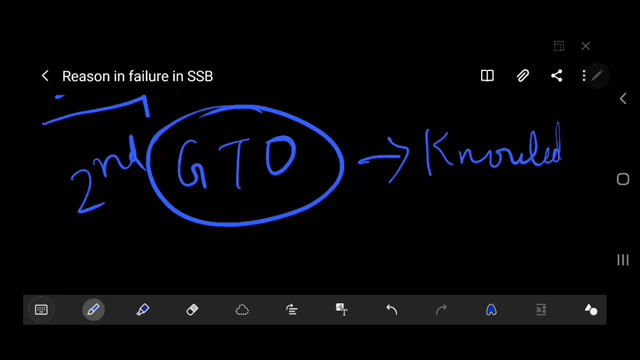 Reason in failure in SSB
2nd GTO → Knowled